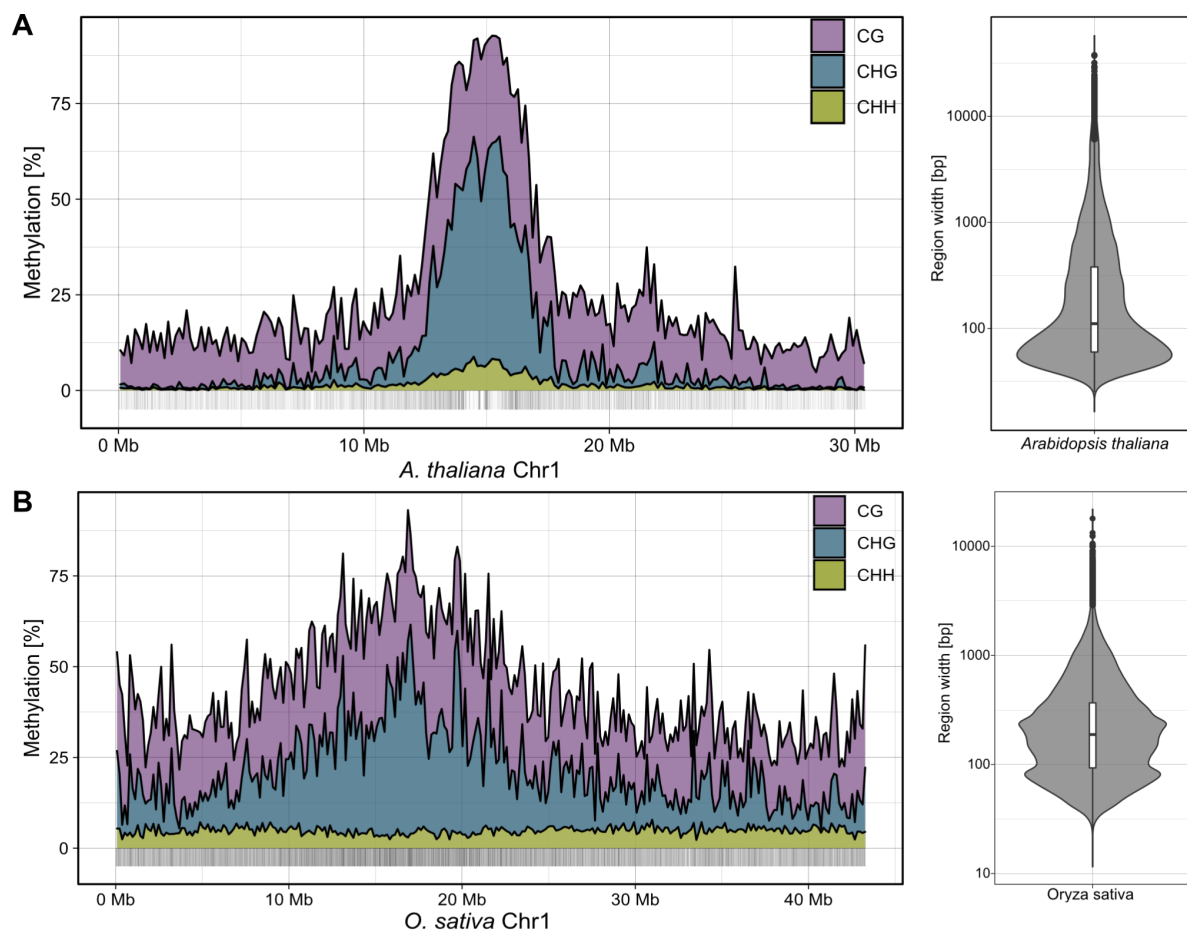 A
Methylation [%]
75
50
25
0
CG
CHG
CHH
0 Mb
10 Mb
20 Mb
30 Mb
A. thaliana Chr1
Region width [bp]
10000
1000
100
Arabidopsis thaliana
B
Methylation [%]
75
50
25
0
CG
CHG
CHH
0 Mb
10 Mb
20 Mb
30 Mb
40 Mb
O. sativa Chr1
Region width [bp]
10000
1000
100
10
Oryza sativa